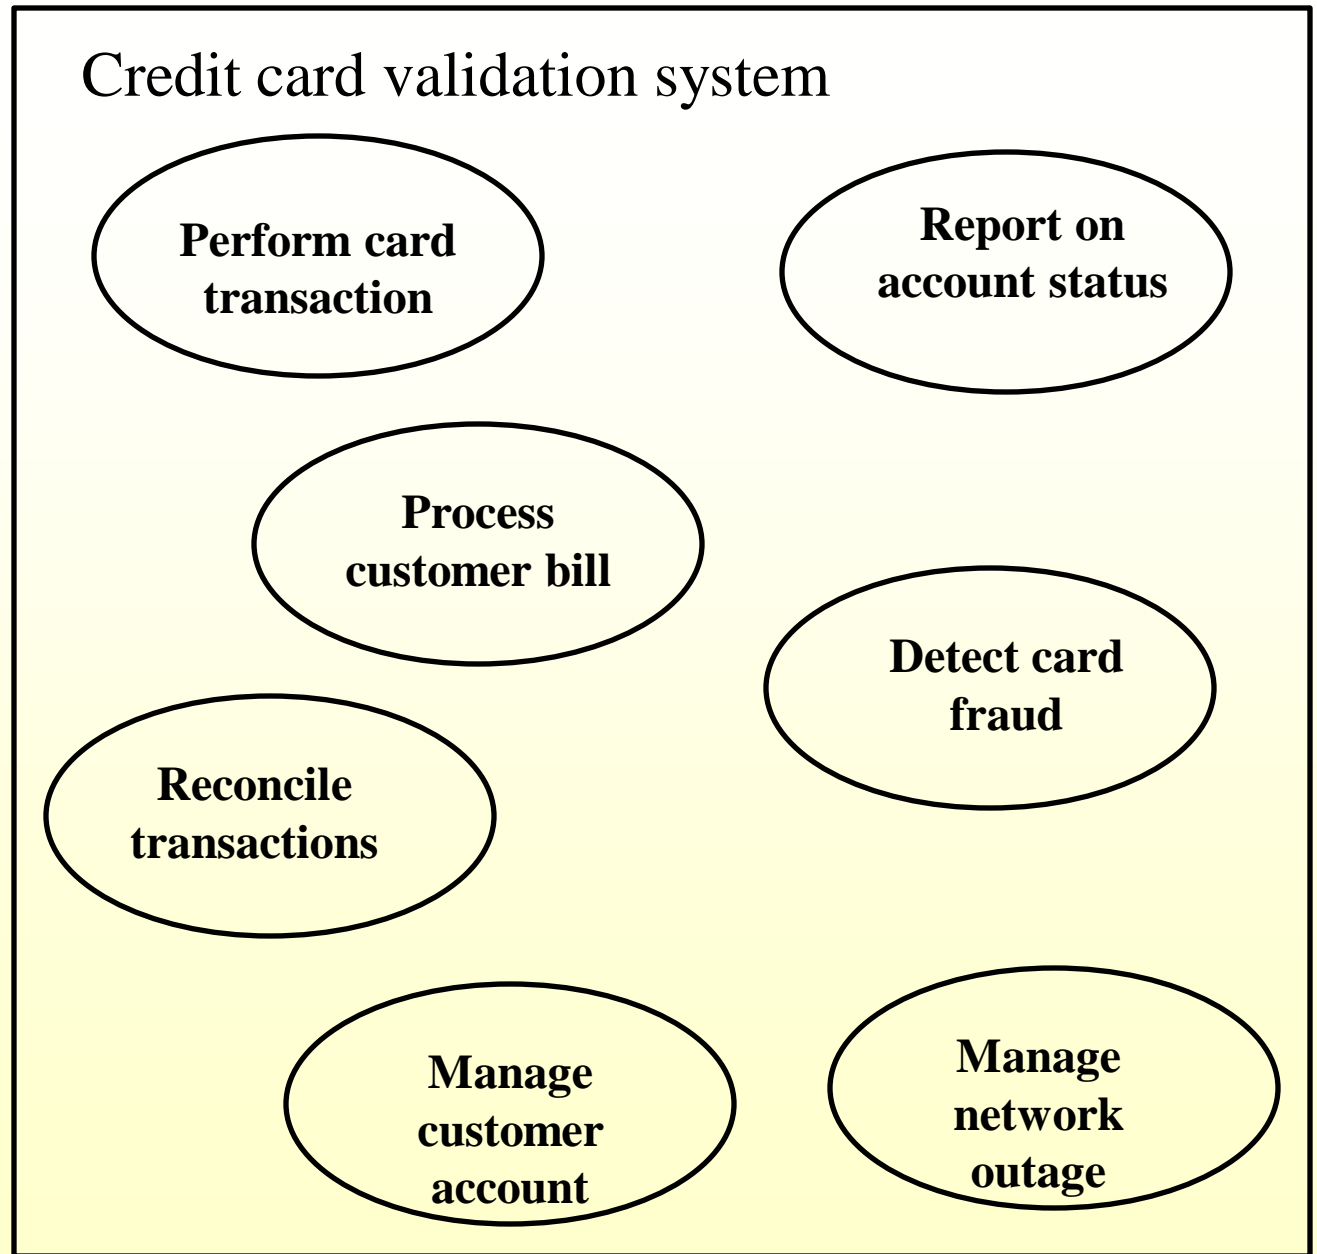 Credit card validation system
Perform card
transaction
Report on
account status
Process
customer bill
Detect card
fraud
Reconcile
transactions
Manage
customer
account
Manage
network
outage